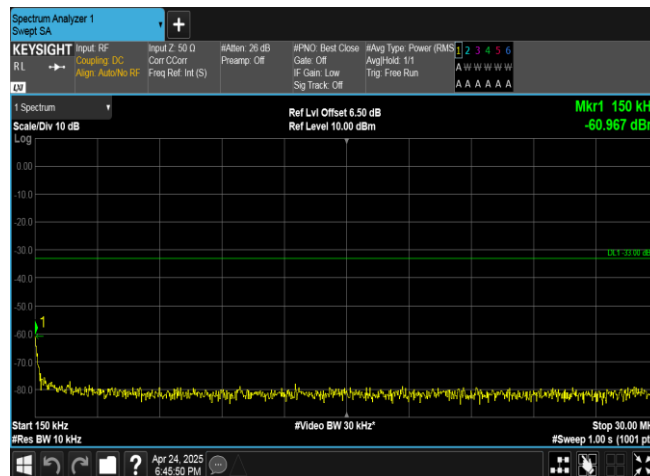 Spectrum Analyzer 1
Swept SA
+
KEYSIGHT Input: RF Input Z: 50 Ω #Atten: 26 dB #PNO: Best Close #Avg Type: Power (RMS 1 2 3 4 5 6
RL Coupling: DC Corr CCorr Preamp: Off Gate: Off Avg|Hold: 1/1 A W W W W W
Align: Auto/No RF Freq Ref: Int (S) IF Gain: Low Trig: Free Run
Sig Track: Off A A A A A A
LXI
1 Spectrum Ref Lvl Offset 6.50 dB Mkr1 150 kH
Scale/Div 10 dB Ref Level 10.00 dBm -60.967 dBr
Log
0.00
-10.0
-20.0
-30.0
DL1 -33.00 dB
-40.0
-50.0
1
-60.0
-70.0
-80.0
Start 150 kHz #Video BW 30 kHz* Stop 30.00 M
#Res BW 10 kHz #Sweep 1.00 s (1001 pt
? Apr 24, 2025
6:45:50 PM